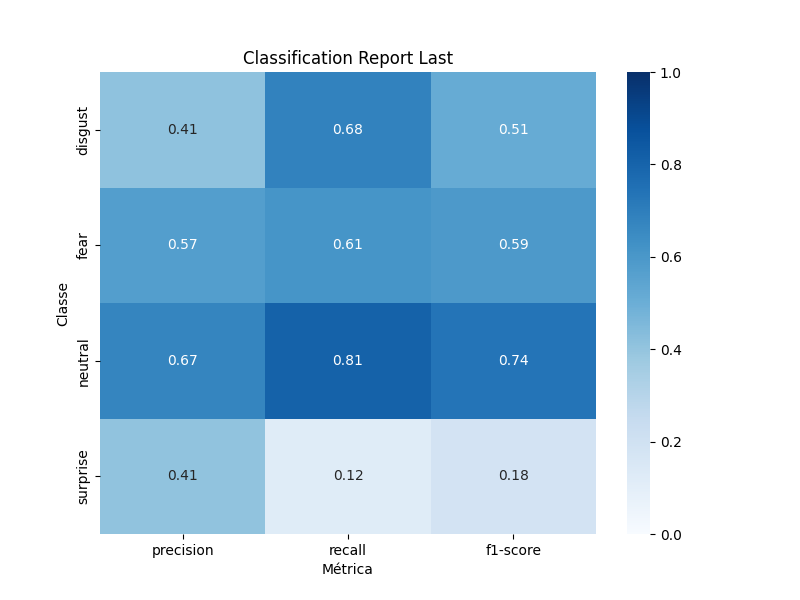 Classification Report Last
Classe
disgust 0.41 0.68 0.51
fear 0.57 0.61 0.59
neutral 0.67 0.81 0.74
surprise 0.41 0.12 0.18
precision recall f1-score
Métrica
1.0
0.8
0.6
0.4
0.2
0.0